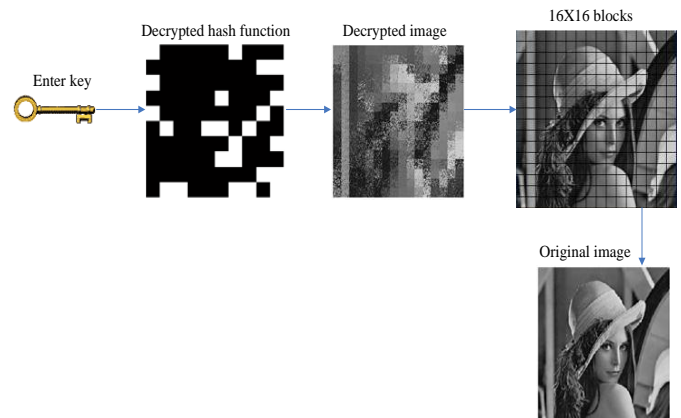 16X16 blocks
Decrypted hash function
Decrypted image
Enter key
Original image